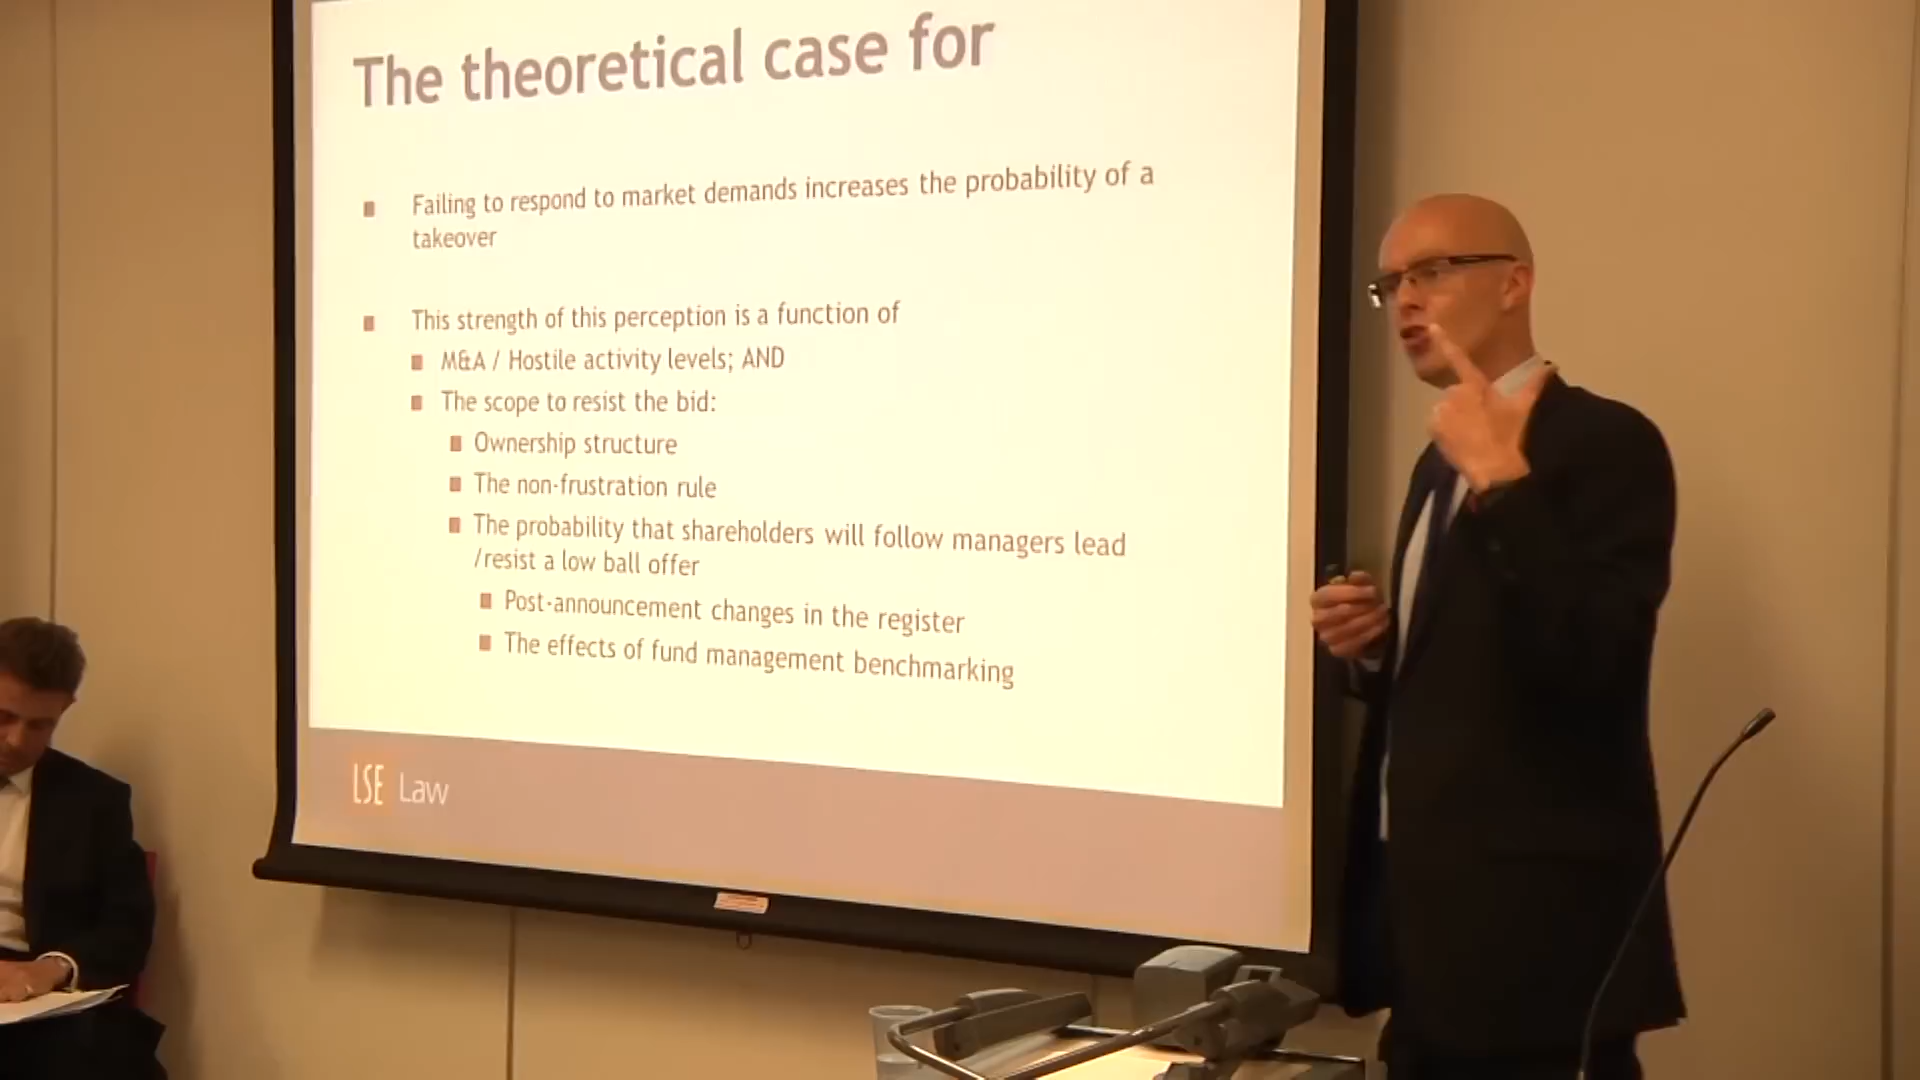 The theoretical case for
Failing to respond to market demands increases the probability of a
takeover
This strength of this perception is a function of
M&A / Hostile activity levels; AND
The scope to resist the bid:
Ownership structure
The non-frustration rule
The probability that shareholders will follow managers lead
/resist a low ball offer
Post-announcement changes in the register
The effects of fund management benchmarking
LSE Law